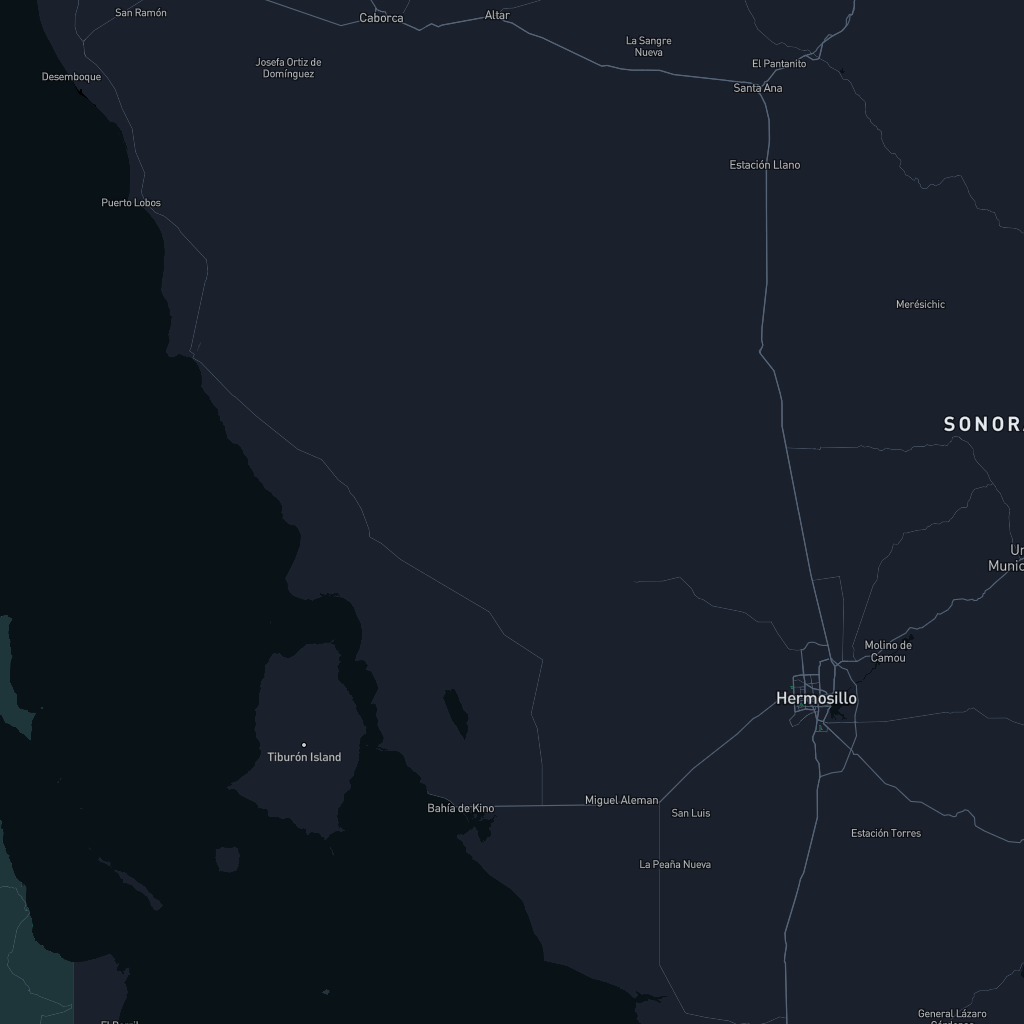 San Ramón
Caborca
Altar
La Sangre
Nueva
El Pantanito
Josefa Ortiz de
Domínguez
Desemboque
Santa Ana
Estación Llano
Puerto Lobos
Merésichic
SONORA
Un
Munic
Molino de
Camou
Hermosillo
Tiburón Island
Bahía de Kino
Miguel Aleman
San Luis
Estación Torres
La Peaña Nueva
General Lázaro